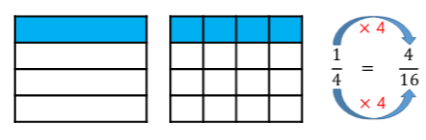 × 4
1/4 = 4/16
× 4